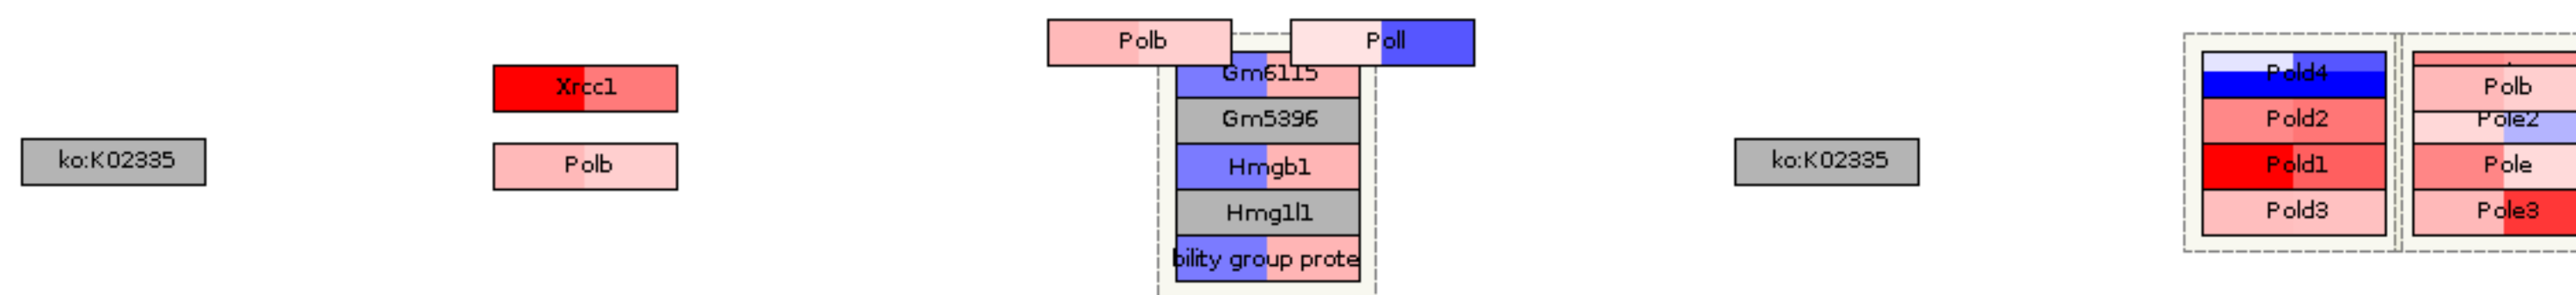 ko:K02335
Xrcc1
Polb
Polb
Poll
Gm6115
Gm5396
Hmgb1
Hmg1l1
bility group prote
ko:K02335
Pold4
Pold2
Pold1
Pold3
Polb
Pole2
Pole
Pole3